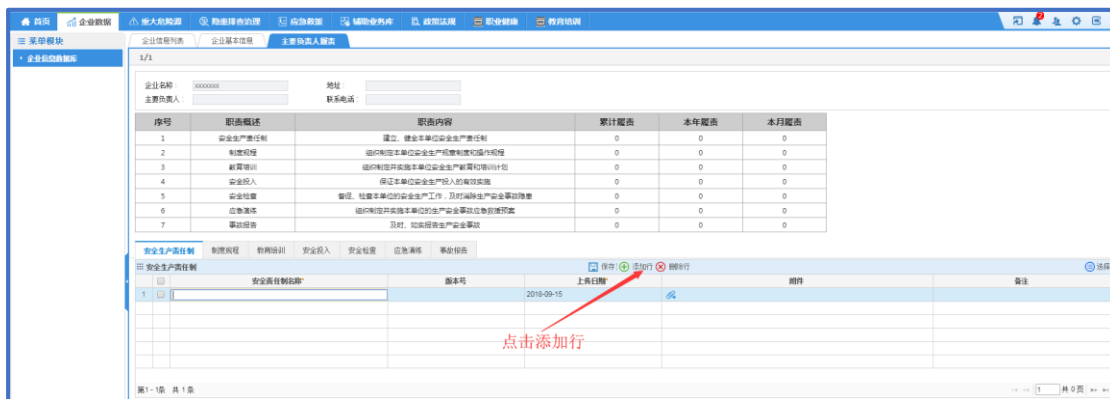 首页 企业数据 重大危险源 隐患排查治理 应急救援 辅助业务库 政策法规 职业健康 教育培训 2
菜单模块 企业信息列表 企业基本信息 主要负责人履责
企业信息数据库 1/1
企业名称： xxxxxxx 地址：
主要负责人： 联系电话：
序号 职责概述 职责内容 累计履责 本年履责 本月履责
1 安全生产责任制 建立、健全本单位安全生产责任制 0 0 0
2 制度规程 组织制定本单位安全生产规章制度和操作规程 0 0 0
3 教育培训 组织制定并实施本单位安全生产教育和培训计划 0 0 0
4 安全投入 保证本单位安全生产投入的有效实施 0 0 0
5 安全检查 督促、检查本单位的安全生产工作，及时消除生产安全事故隐患 0 0 0
6 应急演练 组织制定并实施本单位的生产安全事故应急救援预案 0 0 0
7 事故报告 及时、如实报告生产安全事故 0 0 0
安全生产责任制 制度规程 教育培训 安全投入 安全检查 应急演练 事故报告
安全生产责任制 保存 添加行 删除行 选择
安全责任制名称* 版本号 上传日期* 附件 备注
1 2018-09-15
点击添加行
第1-1条 共1条 1 共0页